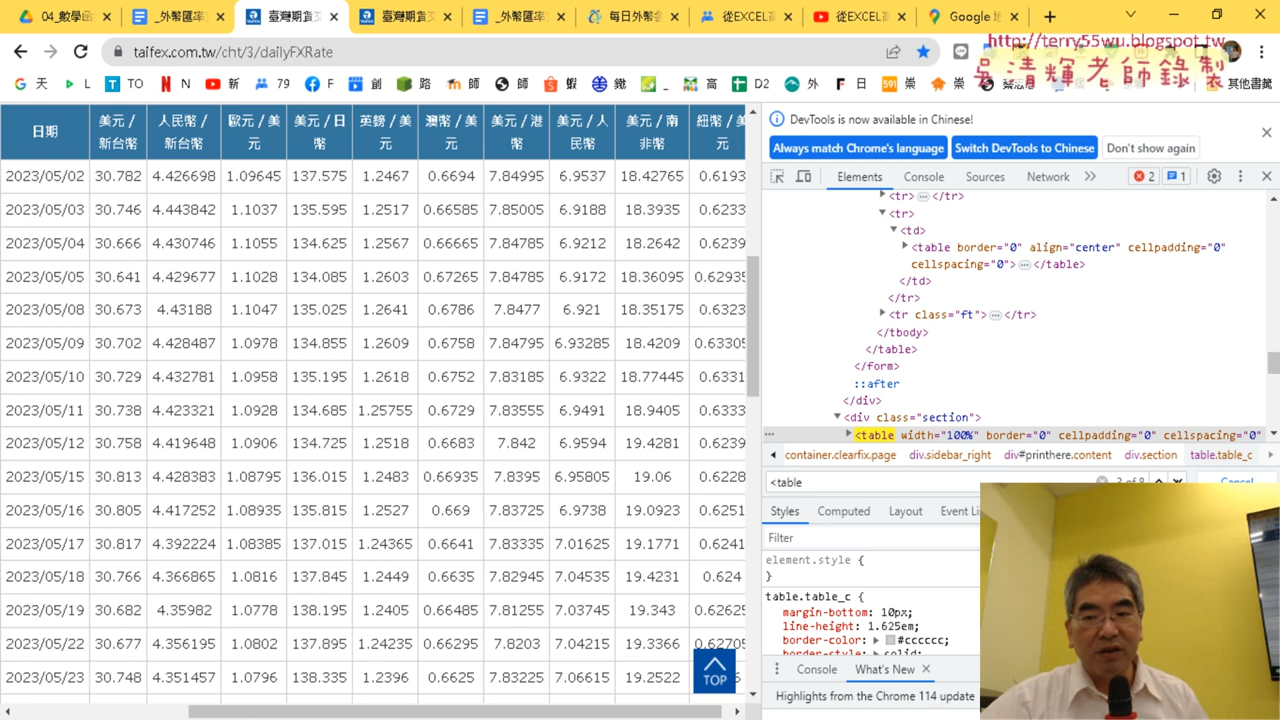 04_數學函
_外幣匯率
臺灣期貨交
臺灣期貨交
_外幣匯率
每日外幣參
從EXCEL
從EXCEL
Google 地
taifex.com.tw/cht/3/dailyFXRate
http://terry55wu.blogspot.tw
吳清輝老師錄製
天
L
TO
N
新
79
F
創
師
師
蝦
高
D2
外
日
崇
崇
其他書籤
日期
美元 / 新台幣
人民幣 / 新台幣
歐元 / 美元
美元 / 日幣
英鎊 / 美元
澳幣 / 美元
美元 / 港幣
美元 / 人民幣
美元 / 南非幣
紐幣 / 美元
2023/05/02 30.782 4.426698 1.09645 137.575 1.2467 0.6694 7.84995 6.9537 18.42765 0.6193
2023/05/03 30.746 4.443842 1.1037 135.595 1.2517 0.66585 7.85005 6.9188 18.3935 0.6233
2023/05/04 30.666 4.430746 1.1055 134.625 1.2567 0.66665 7.84785 6.9212 18.2642 0.6239
2023/05/05 30.641 4.429677 1.1028 134.085 1.2603 0.67265 7.84785 6.9172 18.36095 0.62935
2023/05/08 30.673 4.43188 1.1047 135.025 1.2641 0.6786 7.8477 6.921 18.35175 0.6323
2023/05/09 30.702 4.428487 1.0978 134.855 1.2609 0.6758 7.84795 6.93285 18.4209 0.63305
2023/05/10 30.729 4.432781 1.0958 135.195 1.2618 0.6752 7.83185 6.9322 18.77445 0.6331
2023/05/11 30.738 4.423321 1.0928 134.685 1.25755 0.6729 7.83555 6.9491 18.9405 0.6333
2023/05/12 30.758 4.419648 1.0908 134.725 1.2518 0.6683 7.842 6.9594 19.4281 0.6239
2023/05/15 30.813 4.428383 1.08795 136.015 1.2483 0.66935 7.8395 6.95805 19.06 0.6228
2023/05/16 30.805 4.417252 1.08935 135.815 1.2527 0.669 7.83725 6.9738 19.0923 0.6251
2023/05/17 30.817 4.392224 1.08385 137.015 1.24365 0.6641 7.83335 7.01625 19.1771 0.6241
2023/05/18 30.766 4.366865 1.0816 137.845 1.2449 0.6635 7.82945 7.04535 19.4231 0.624
2023/05/19 30.682 4.35982 1.0778 138.195 1.2405 0.66485 7.81255 7.03745 19.343 0.62625
2023/05/22 30.677 4.356195 1.0802 137.895 1.24235 0.66295 7.8203 7.04215 19.3366 0.62705
2023/05/23 30.748 4.351457 1.0796 138.335 1.2396 0.6625 7.83225 7.06615 19.2522
TOP
DevTools is now available in Chinese!
Always match Chrome's language
Switch DevTools to Chinese
Don't show again
Elements Console Sources Network
2
1
<tr>…</tr>
<tr>
<td>
<table border="0" align="center" cellpadding="0"
cellspacing="0">…</table>
</td>
</tr>
<tr class="ft">…</tr>
</tbody>
</table>
</form>
::after
</div>
<div class="section">
<table width="100%" border="0" cellpadding="0" cellspacing="0"
container.clearfix.page div.sidebar_right div#printhere.content div.section table.table_c
<table
Cancel
Styles Computed Layout Event Li
Filter
element.style {
}
table.table_c {
margin-bottom: 10px;
line-height: 1.625em;
border-color: #cccccc;
border-style: solid;
Console What's New
Highlights from the Chrome 114 update